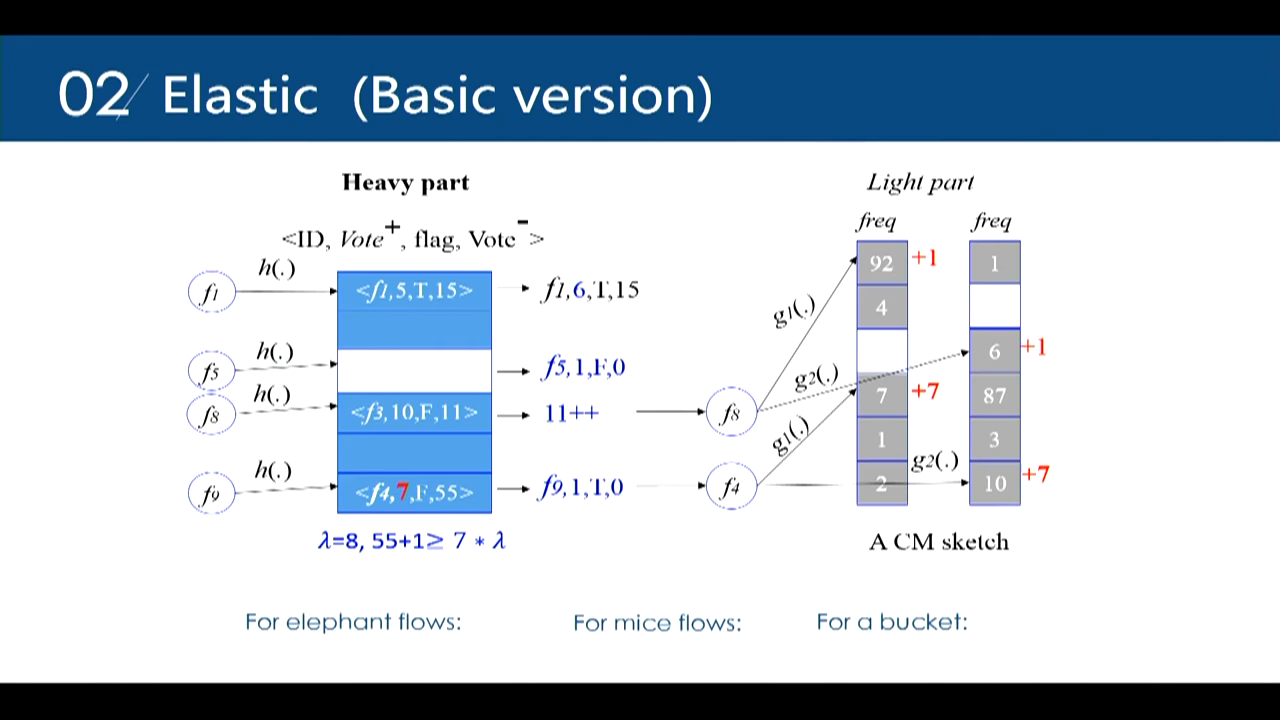 02/ Elastic (Basic version)
Heavy part
<ID, Vote⁺, flag, Vote⁻>
f1
h(.)
<f1,5,T,15>
f1,6,T,15
f5
h(.)
f5,1,F,0
f8
h(.)
<f3,10,F,11>
11++
f9
h(.)
<f4,7,F,55>
f9,1,T,0
λ=8, 55+1≥ 7 * λ
Light part
freq
freq
f8
f4
g1(.)
g2(.)
g1(.)
g2(.)
92 +1
4
7 +7
1
2
1
6 +1
87
3
10 +7
A CM sketch
For elephant flows:
For mice flows:
For a bucket: